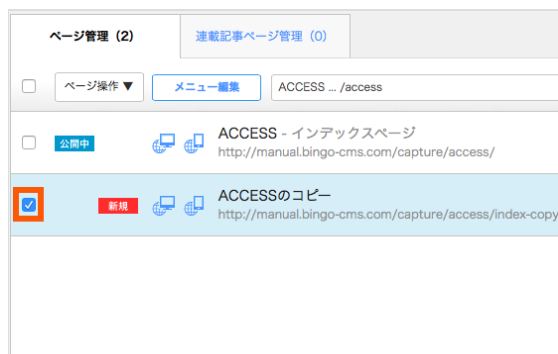 ページ管理（2） 連載記事ページ管理（0）
ページ操作 ▼ メニュー編集 ACCESS ... /access
公開中 ACCESS - インデックスページ
http://manual.bingo-cms.com/capture/access/
新規 ACCESSのコピー
http://manual.bingo-cms.com/capture/access/index-copy